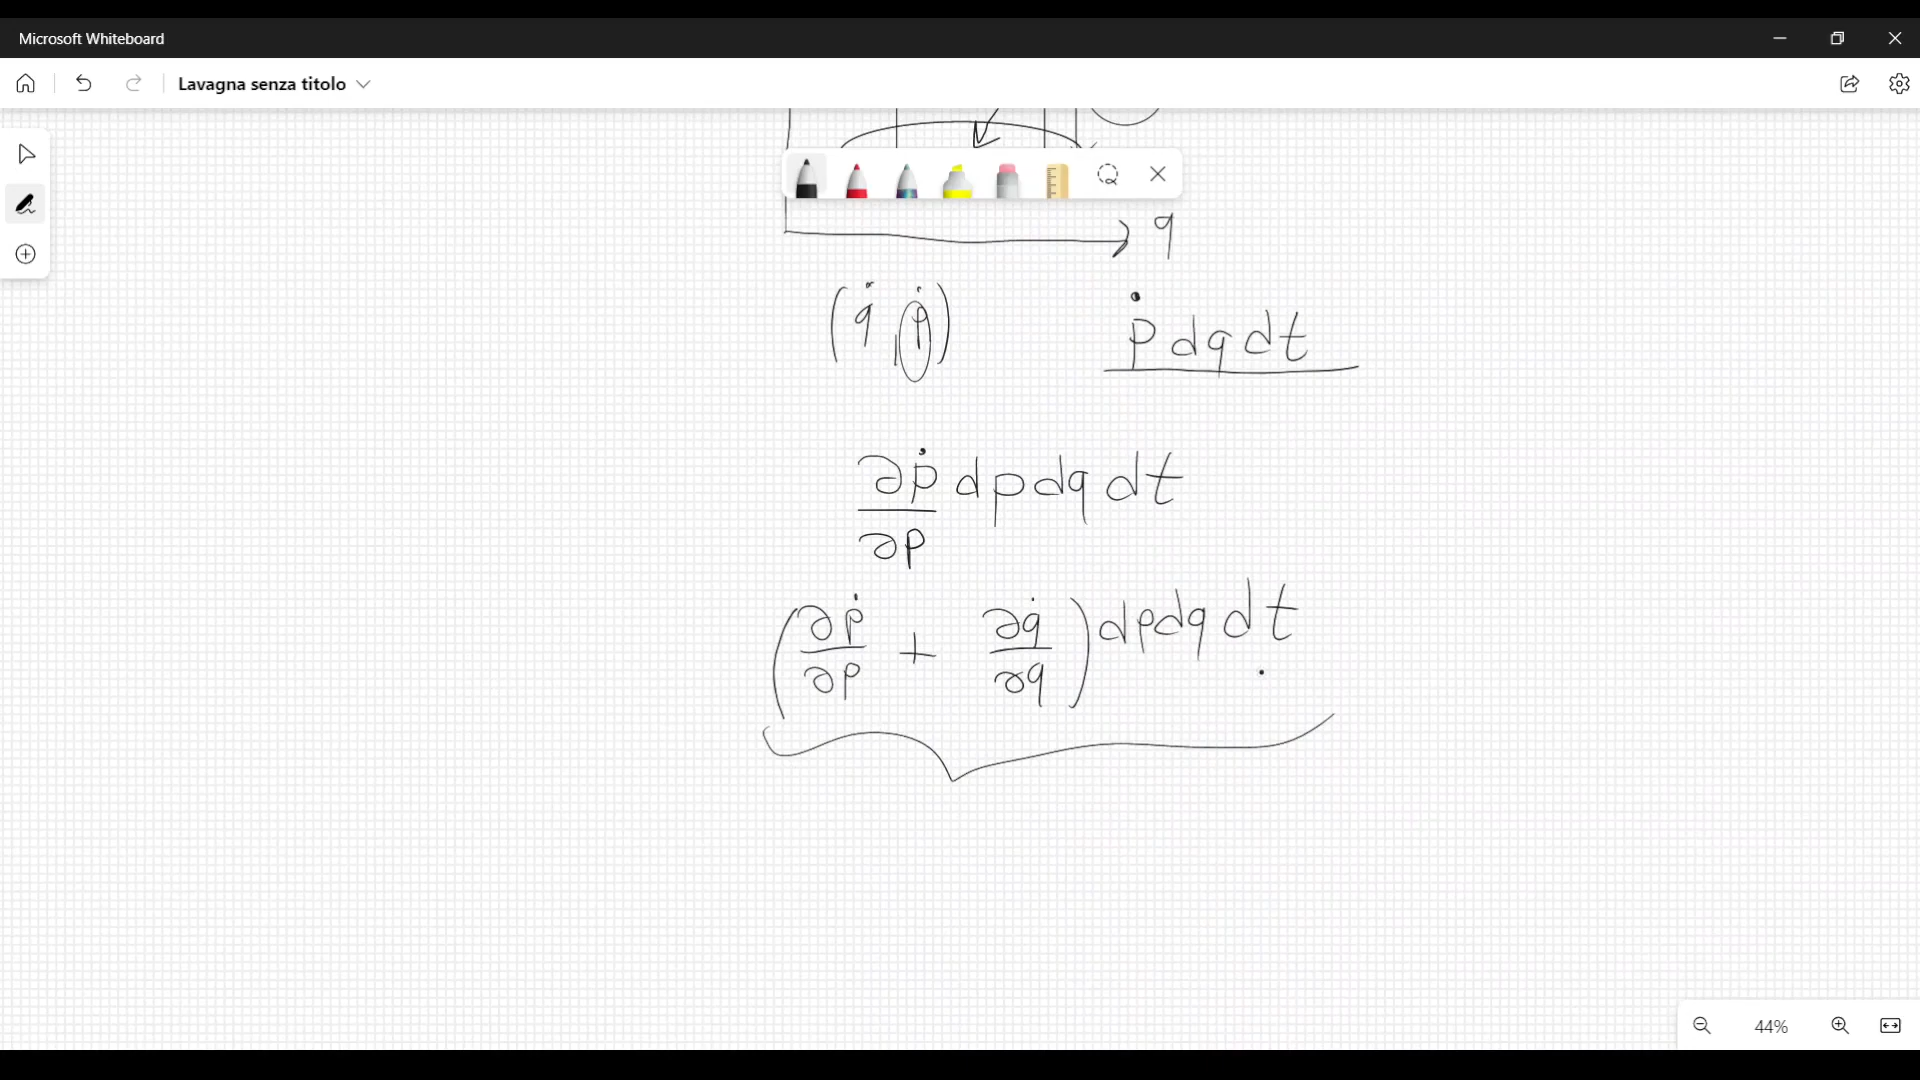 Microsoft Whiteboard
Lavagna senza titolo
q
(q̇, ṗ)
ṗ dq dt
∂ṗ/∂p dp dq dt
(∂ṗ/∂p + ∂q̇/∂q) dp dq dt
44%